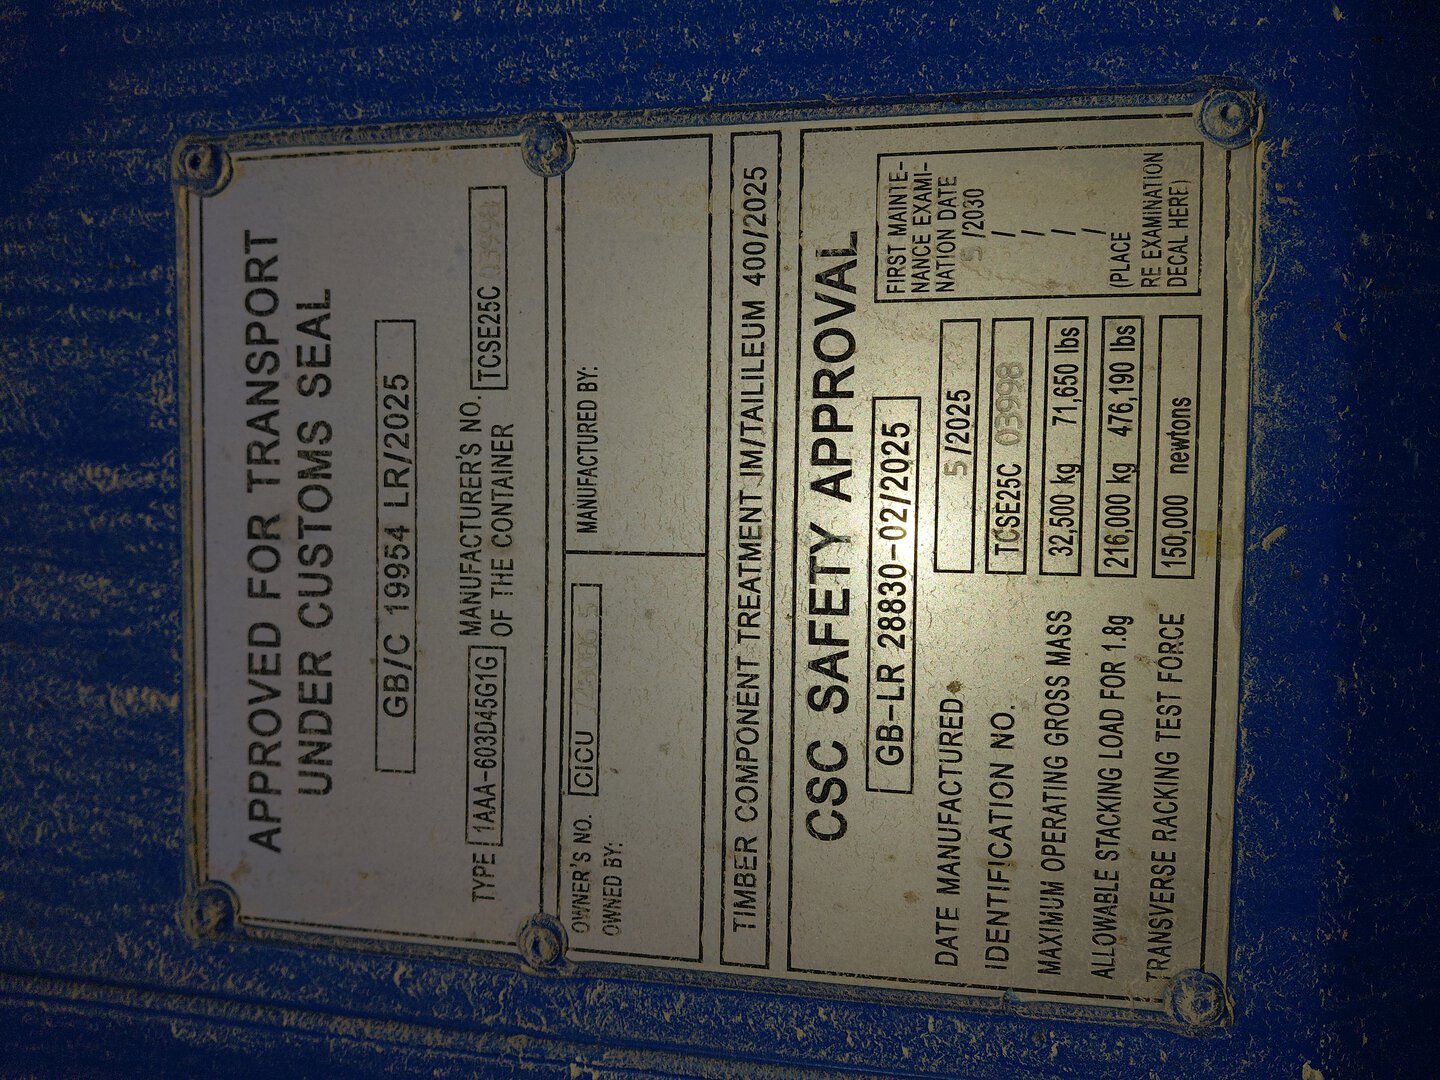 APPROVED FOR TRANSPORT
UNDER CUSTOMS SEAL
GB/C 19954 LR/2025
TYPE 1AAA-603D45G1G MANUFACTURER'S NO. OF THE CONTAINER TCSE25C 03998
OWNER'S NO. CICU
OWNED BY:
MANUFACTURED BY:
TIMBER COMPONENT TREATMENT IM/TAILILEUM 400/2025
CSC SAFETY APPROVAL
GB-LR 28830-02/2025
DATE MANUFACTURED 5/2025
IDENTIFICATION NO. TCSE25C 03998
MAXIMUM OPERATING GROSS MASS 32,500 kg 71,650 lbs
ALLOWABLE STACKING LOAD FOR 1.8g 216,000 kg 476,190 lbs
TRANSVERSE RACKING TEST FORCE 150,000 newtons
FIRST MAINTE-
NANCE EXAMI-
NATION DATE
5/2030
/
/
/
/
(PLACE
RE EXAMINATION
DECAL HERE)